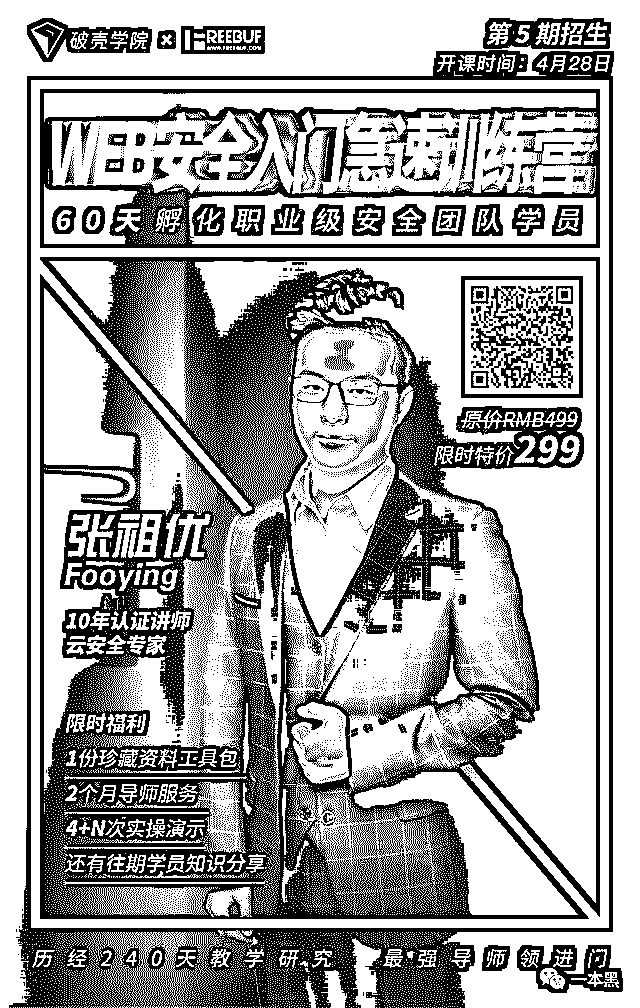 破壳学院 × FREEBUF
WWW.FREEBUF.COM
第5期招生
开课时间：4月28日
WEB安全入门急速训练营
60天孵化职业级安全团队学员
原价RMB499
限时特价299
张祖优
Fooying
10年认证讲师
云安全专家
限时福利
1份珍藏资料工具包
2个月导师服务
4+N次实操演示
还有往期学员知识分享
历经240天教学研究 最强导师领进门
一本黑